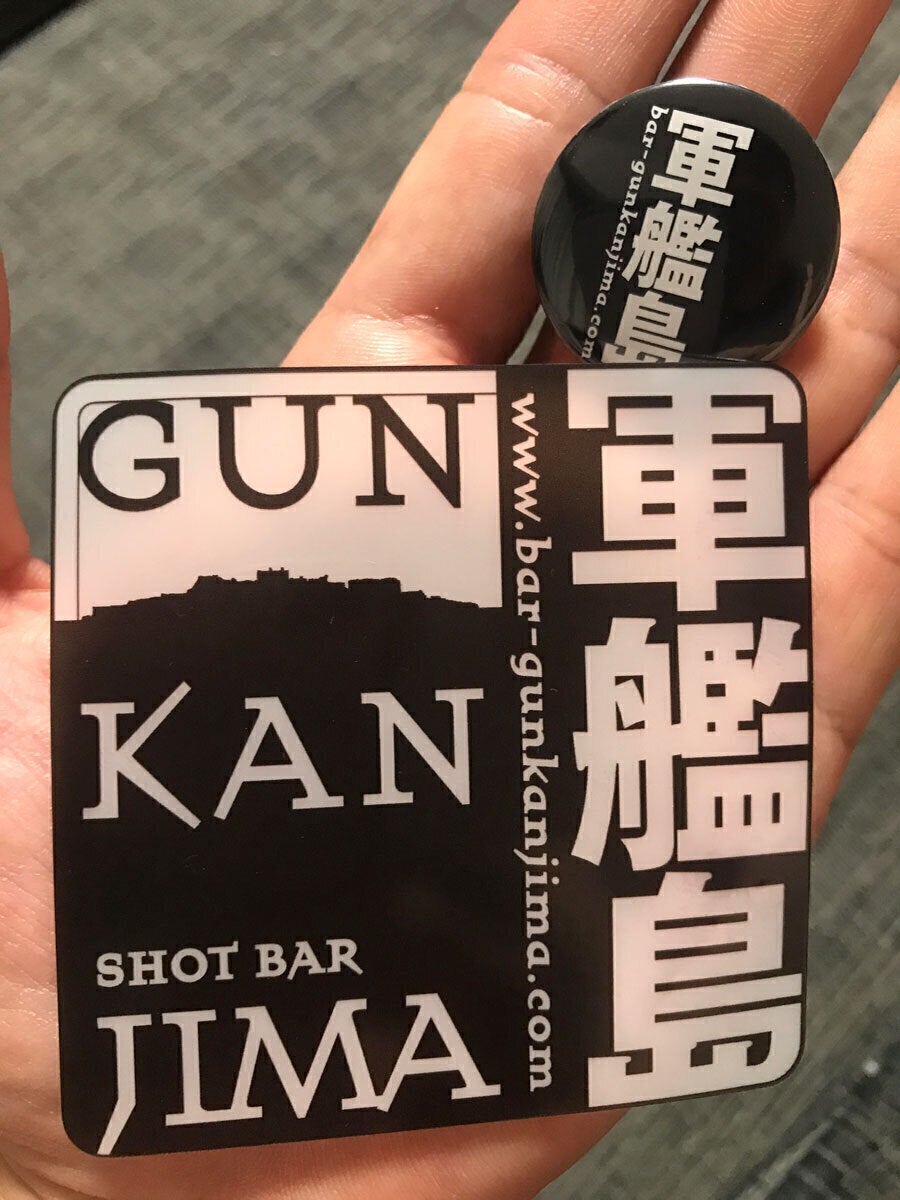 軍艦島
bar-gunkanjima.com
GUN
KAN
SHOT BAR
JIMA
www.bar-gunkanjima.com
軍艦島